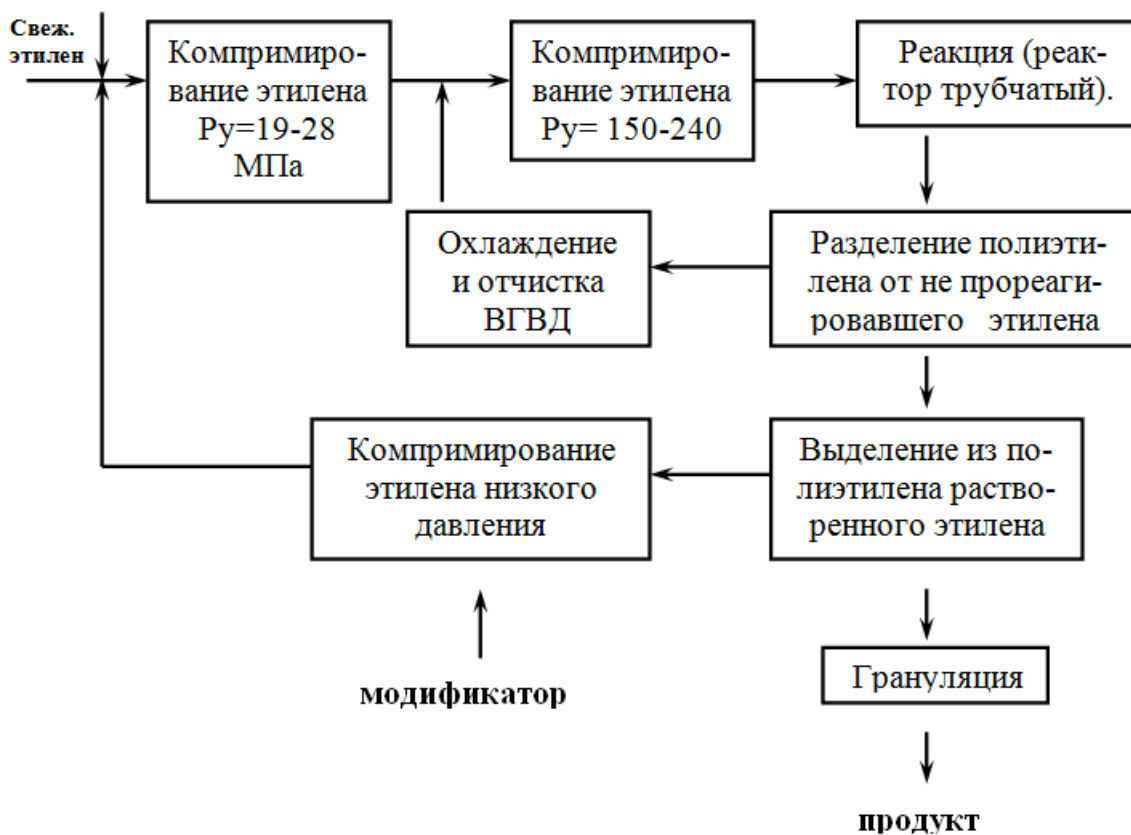 Свеж.
этилен
Компримиро-
вание этилена
Ру=19-28
МПа
Компримиро-
вание этилена
Ру= 150-240
Реакция (реак-
тор трубчатый).
Охлаждение
и отчистка
ВГВД
Разделение полиэти-
лена от не прореаги-
ровавшего этилена
Компримирование
этилена низкого
давления
Выделение из по-
лиэтилена раство-
ренного этилена
модификатор
Грануляция
продукт